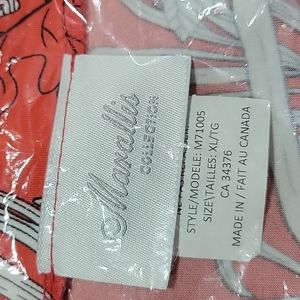 Marallis
COLLECTION
STYLE/MODELE: M71005
SIZE\TAILLES: XL/TG
CA 34376
MADE IN / FAIT AU CANADA